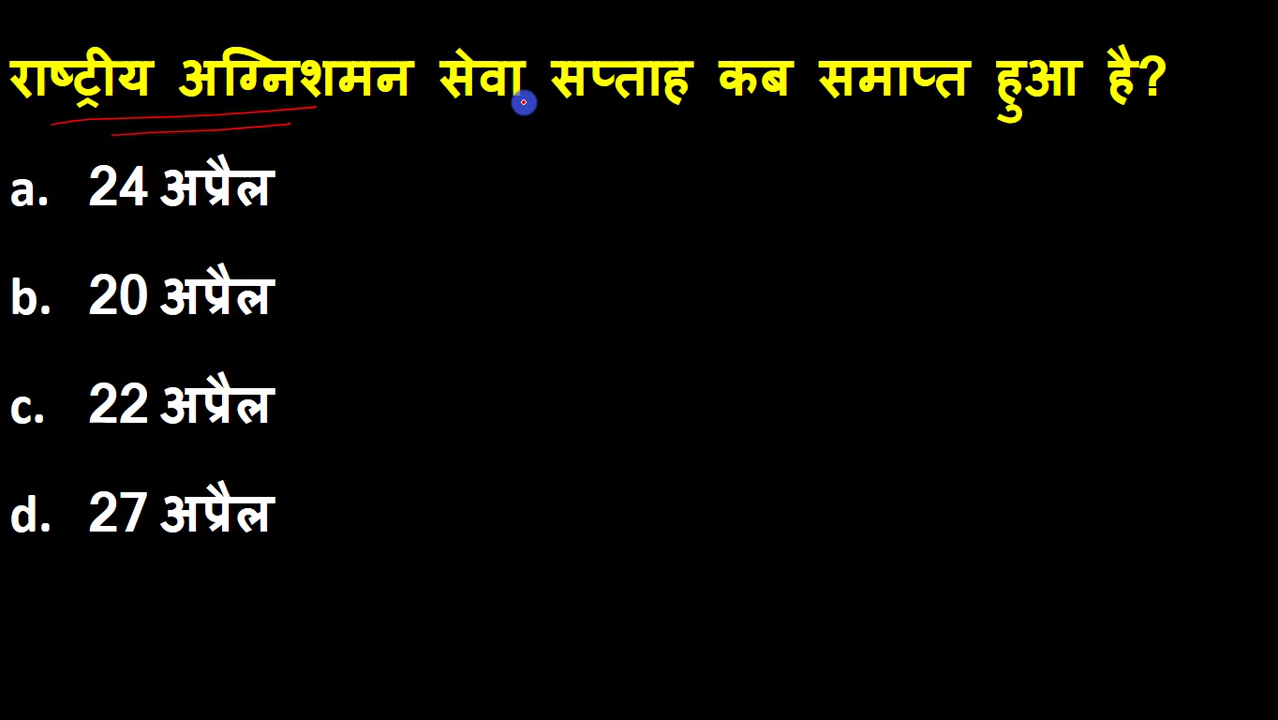 राष्ट्रीय अग्निशमन सेवा सप्ताह कब समाप्त हुआ है?
a. 24 अप्रैल
b. 20 अप्रैल
c. 22 अप्रैल
d. 27 अप्रैल